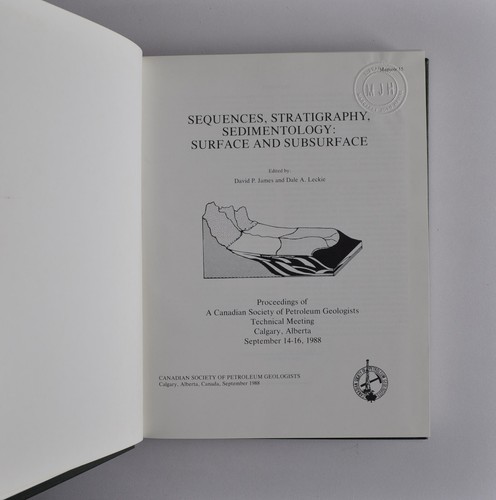 Memoir 15
M J R
SEQUENCES, STRATIGRAPHY,
SEDIMENTOLOGY:
SURFACE AND SUBSURFACE
Edited by:
David P. James and Dale A. Leckie
Proceedings of
A Canadian Society of Petroleum Geologists
Technical Meeting
Calgary, Alberta
September 14-16, 1988
CANADIAN SOCIETY OF PETROLEUM GEOLOGISTS
Calgary, Alberta, Canada, September 1988